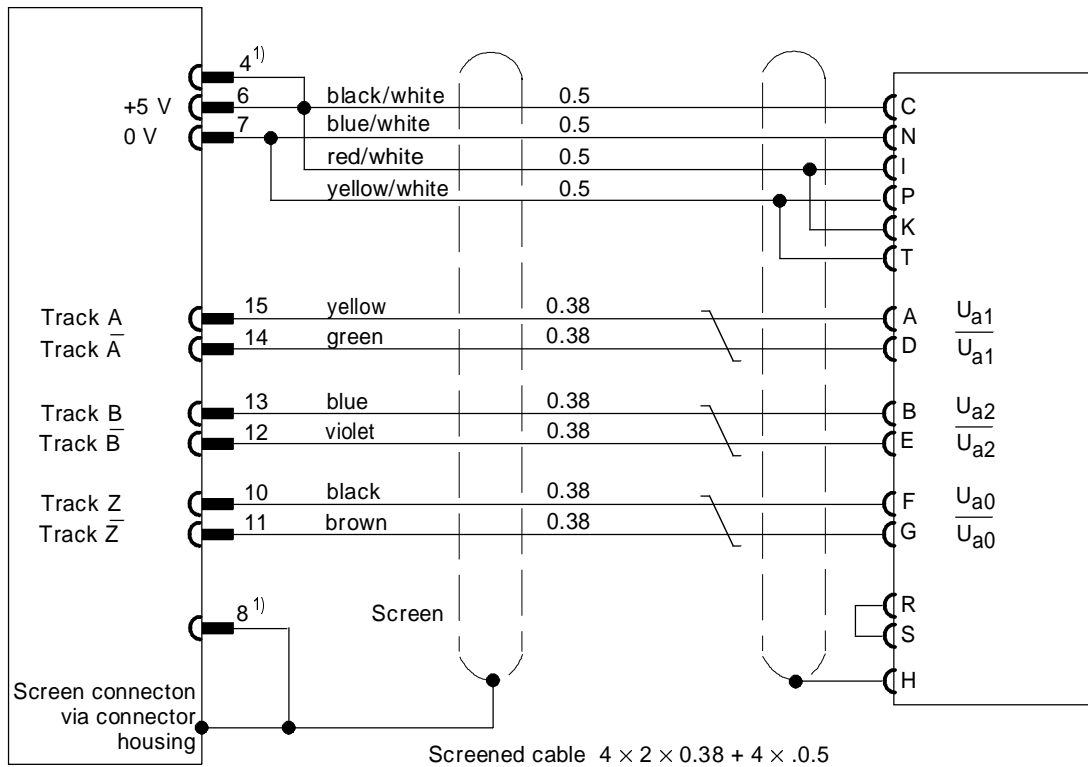 4 1)
+5 V 6 black/white 0.5 C
0 V 7 blue/white 0.5 N
red/white 0.5 I
yellow/white 0.5 P
K
T
Track A 15 yellow 0.38 A Ua1
Track A̅ 14 green 0.38 D U̅a1
Track B 13 blue 0.38 B Ua2
Track B̅ 12 violet 0.38 E U̅a2
Track Z 10 black 0.38 F Ua0
Track Z̅ 11 brown 0.38 G U̅a0
8 1) Screen R
S
H
Screen connecton
via connector
housing
Screened cable 4 × 2 × 0.38 + 4 × .0.5